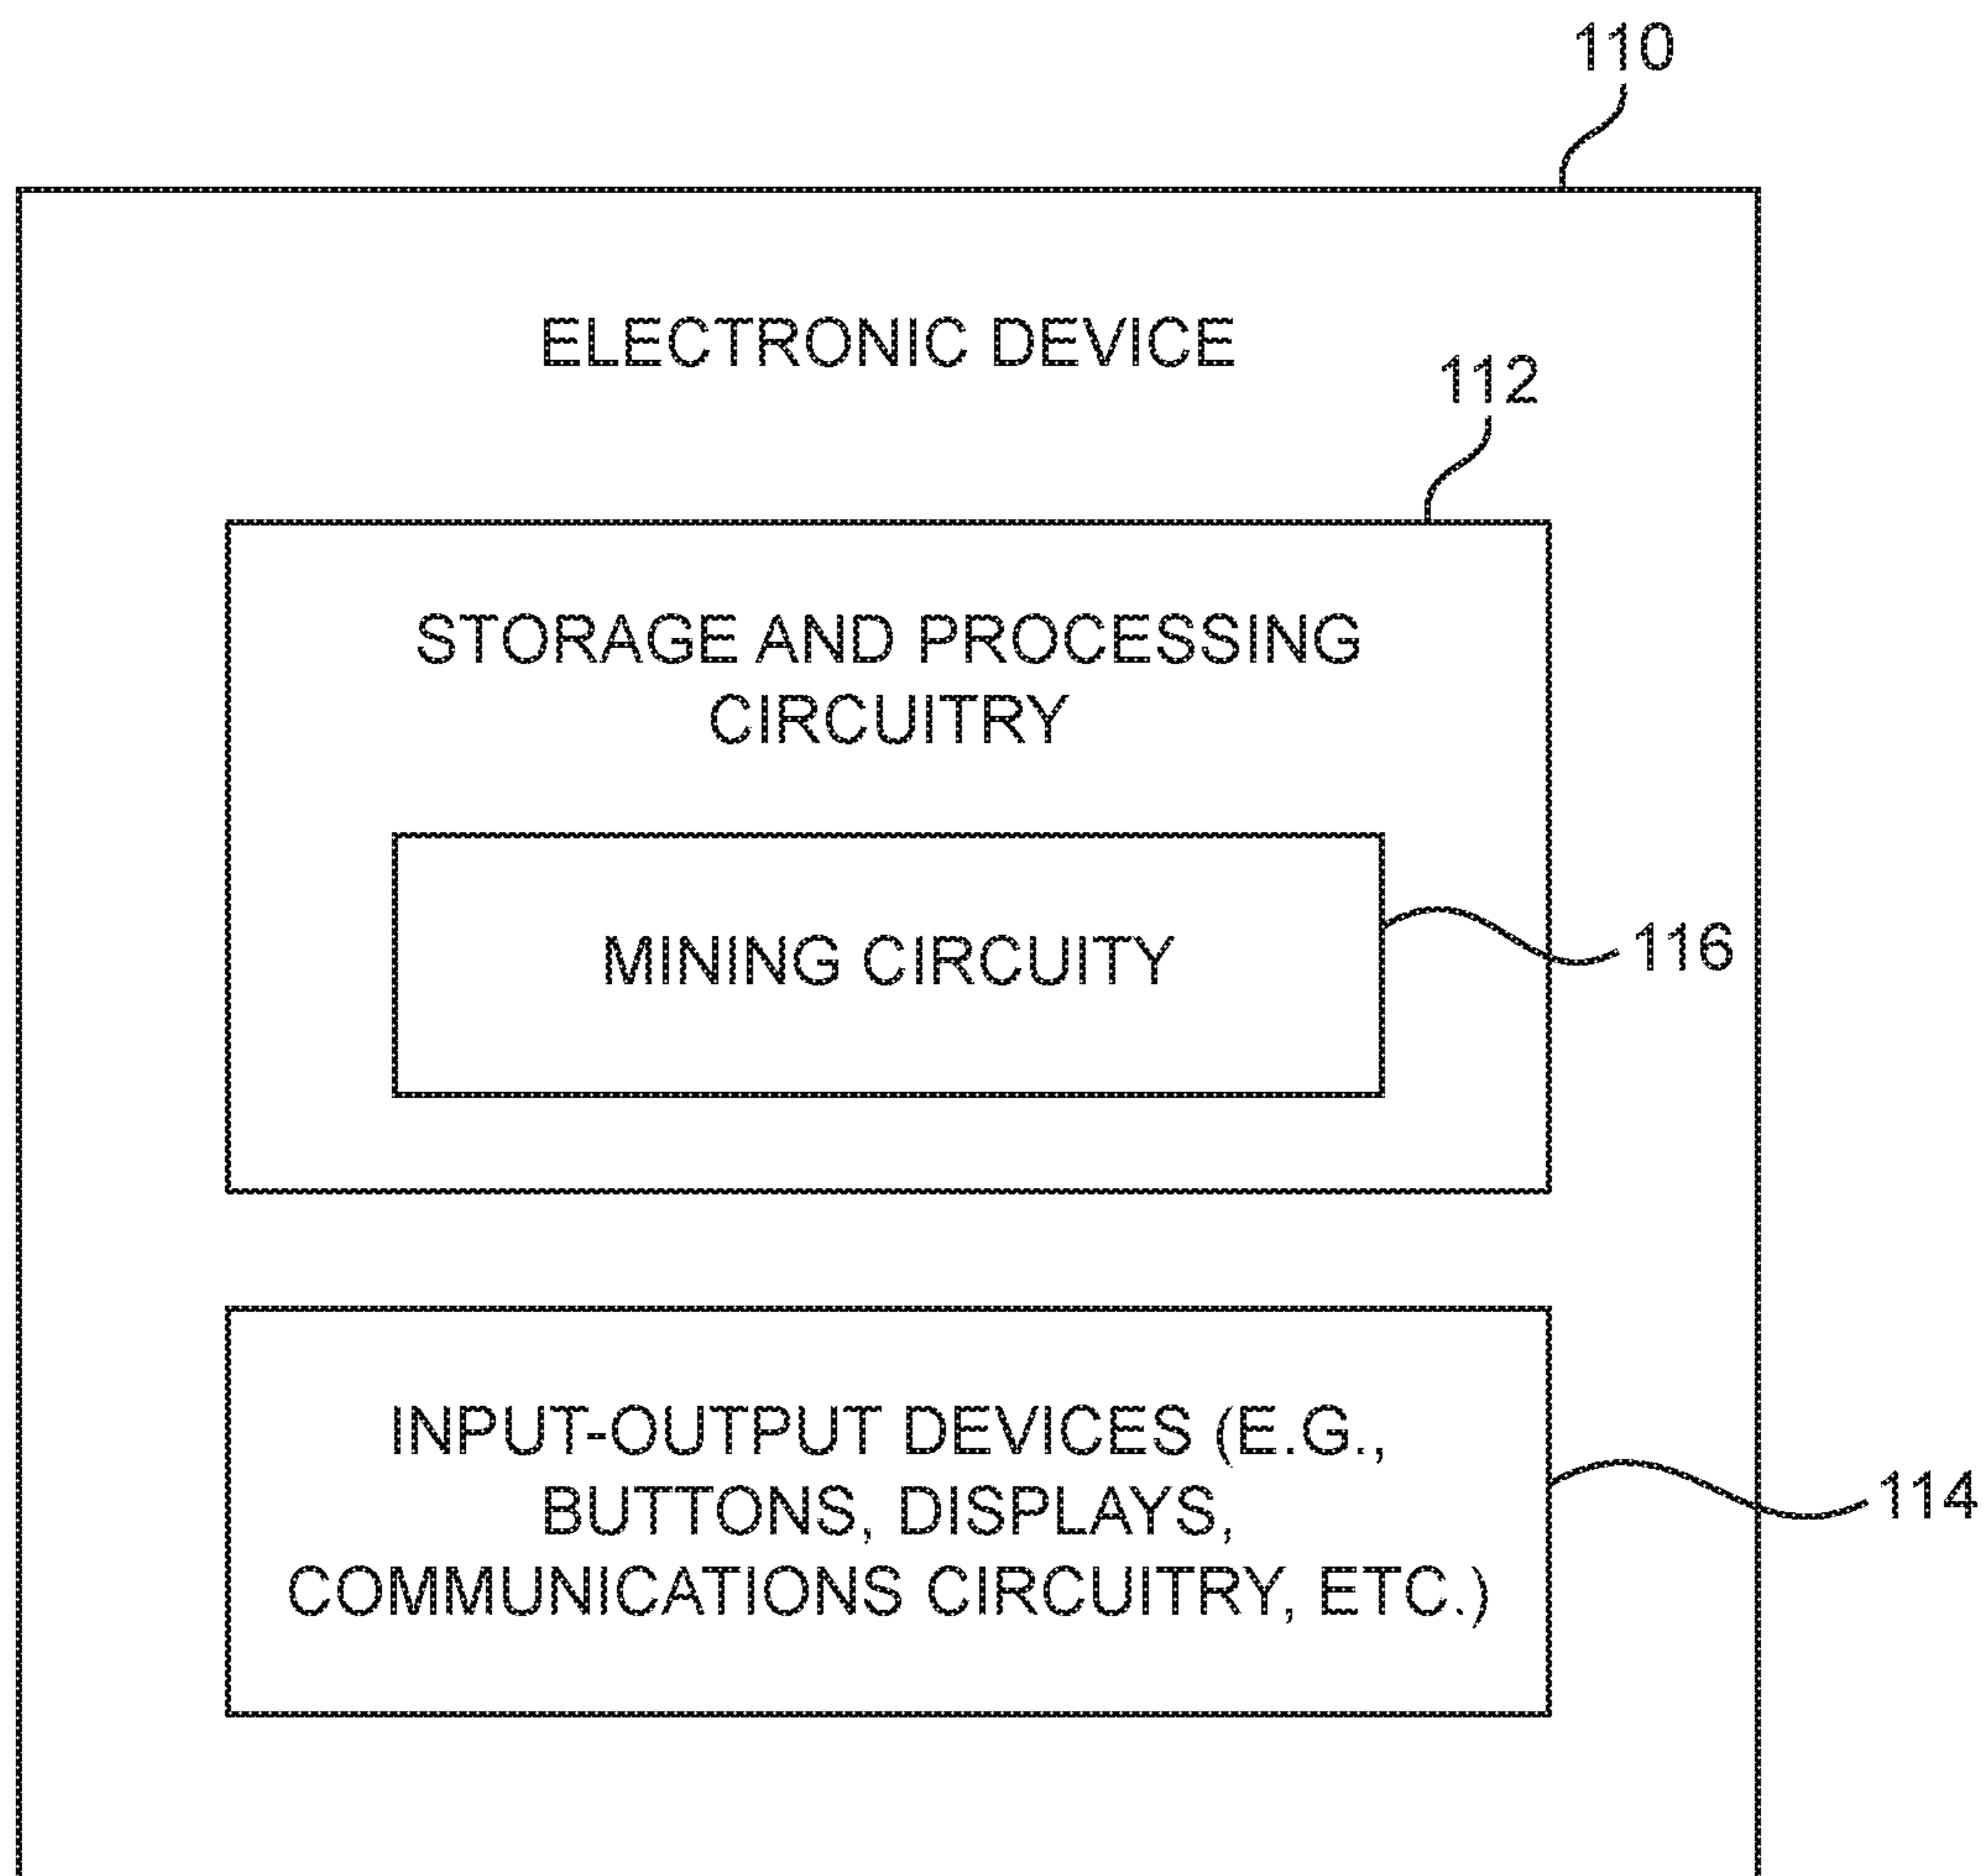 110
ELECTRONIC DEVICE
112
STORAGE AND PROCESSING
CIRCUITRY
MINING CIRCUITY
116
INPUT-OUTPUT DEVICES (E.G.,
BUTTONS, DISPLAYS,
COMMUNICATIONS CIRCUITRY, ETC.)
114